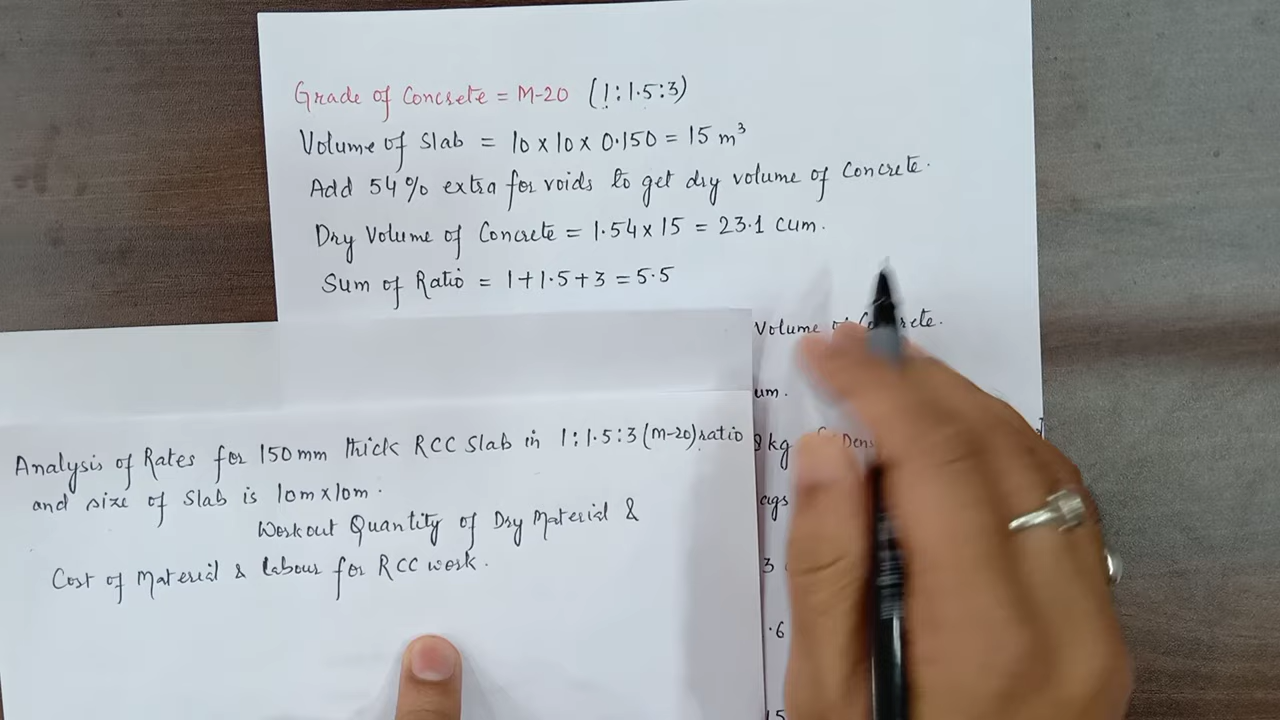 Grade of Concrete = M-20 (1:1.5:3)
Volume of Slab = 10 x 10 x 0.150 = 15 m³
Add 54% extra for voids to get dry volume of Concrete.
Dry Volume of Concrete = 1.54 x 15 = 23.1 cum.
Sum of Ratio = 1+1.5+3 = 5.5
Volume
um.
kg
ags
3
.6
15
Analysis of Rates for 150mm thick RCC Slab in 1:1.5:3 (M-20) ratio
and size of Slab is 10m x 10m.
Workout Quantity of Dry Material &
Cost of Material & labour for RCC work.